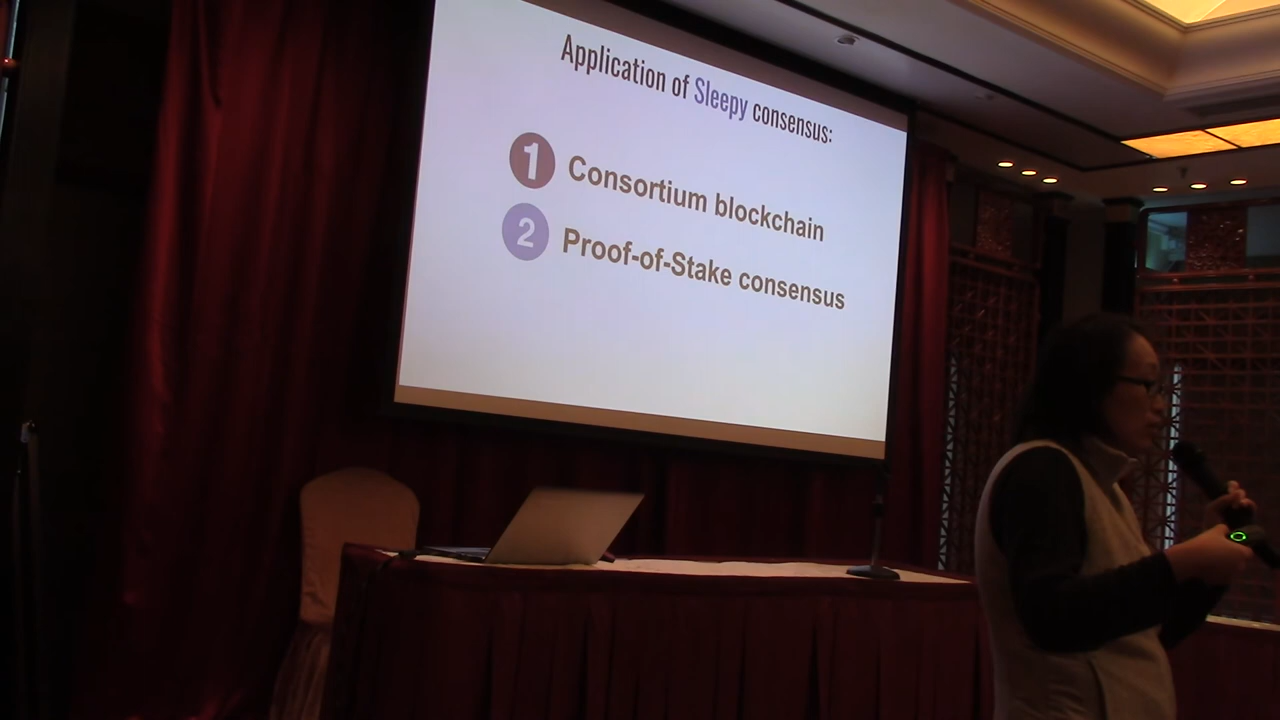 Application of Sleepy consensus:
1 Consortium blockchain
2 Proof-of-Stake consensus